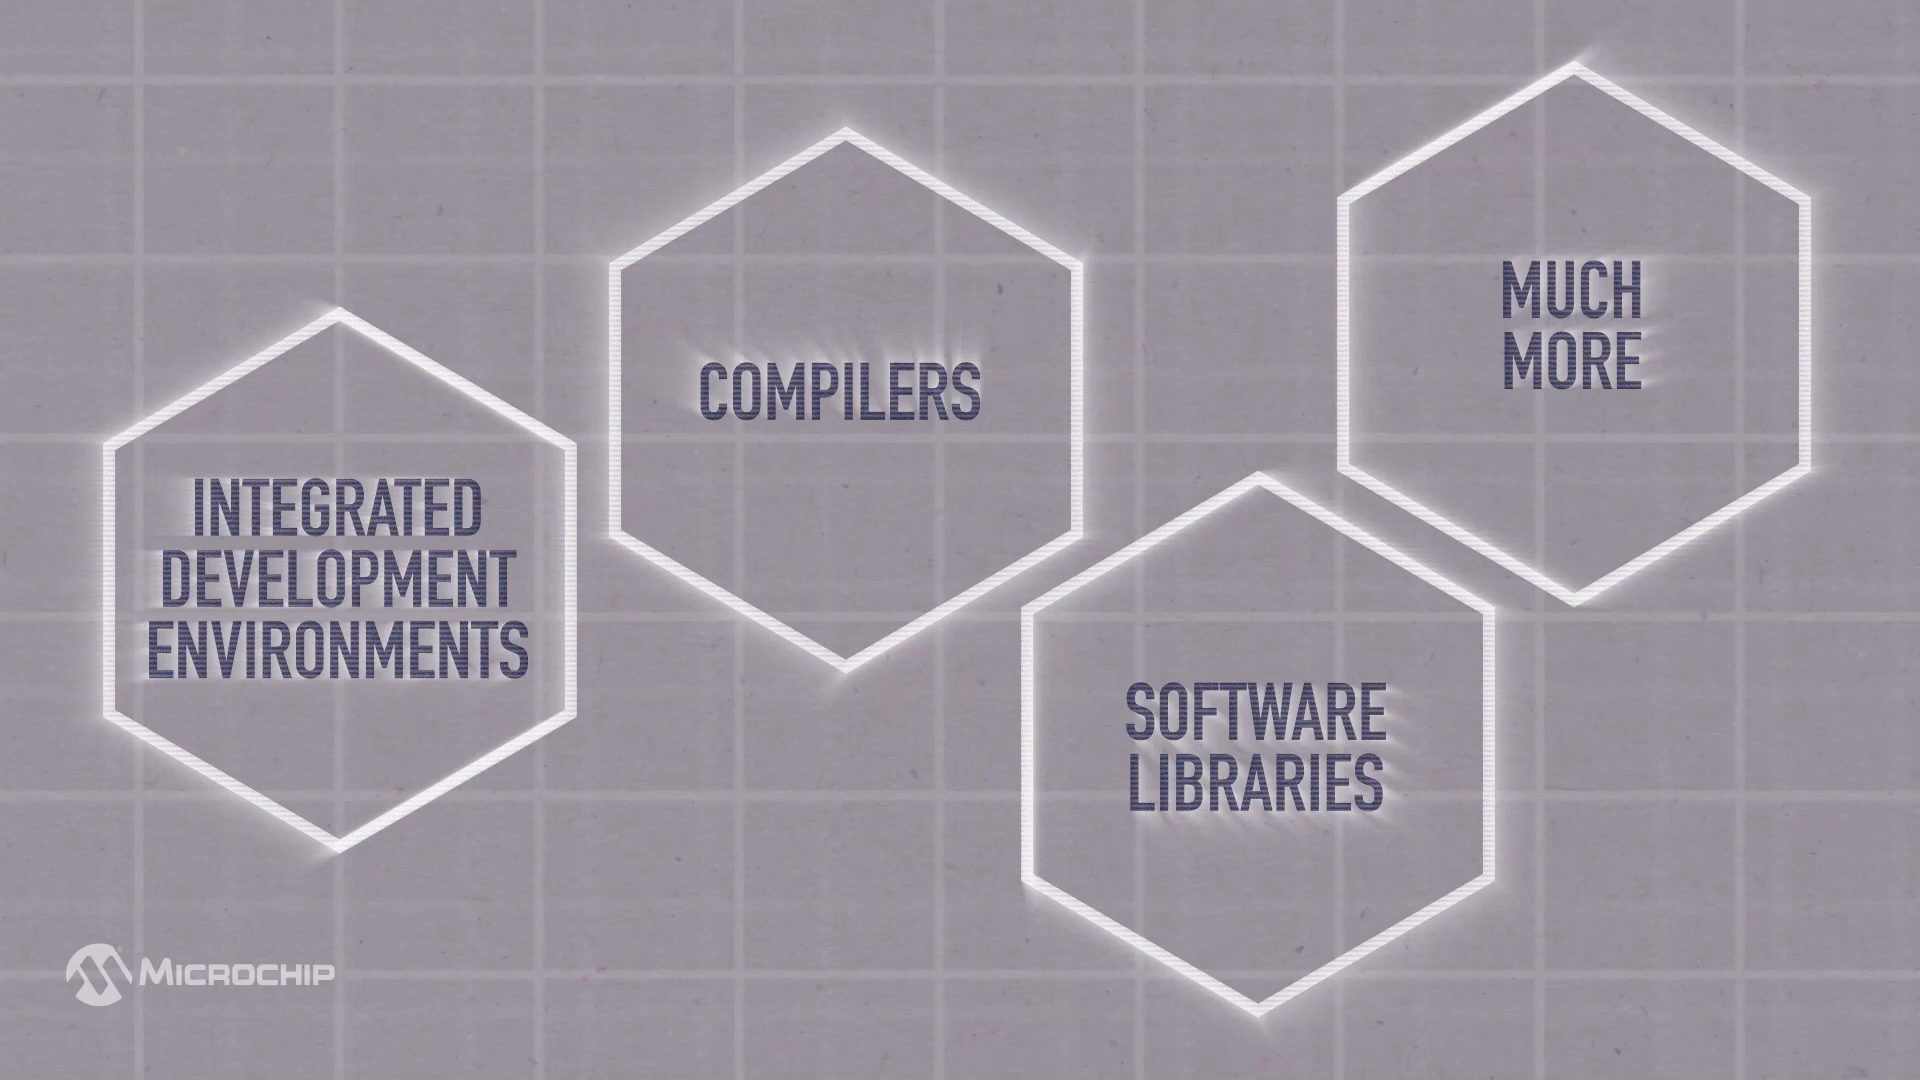 INTEGRATED
DEVELOPMENT
ENVIRONMENTS
COMPILERS
SOFTWARE
LIBRARIES
MUCH
MORE
MICROCHIP